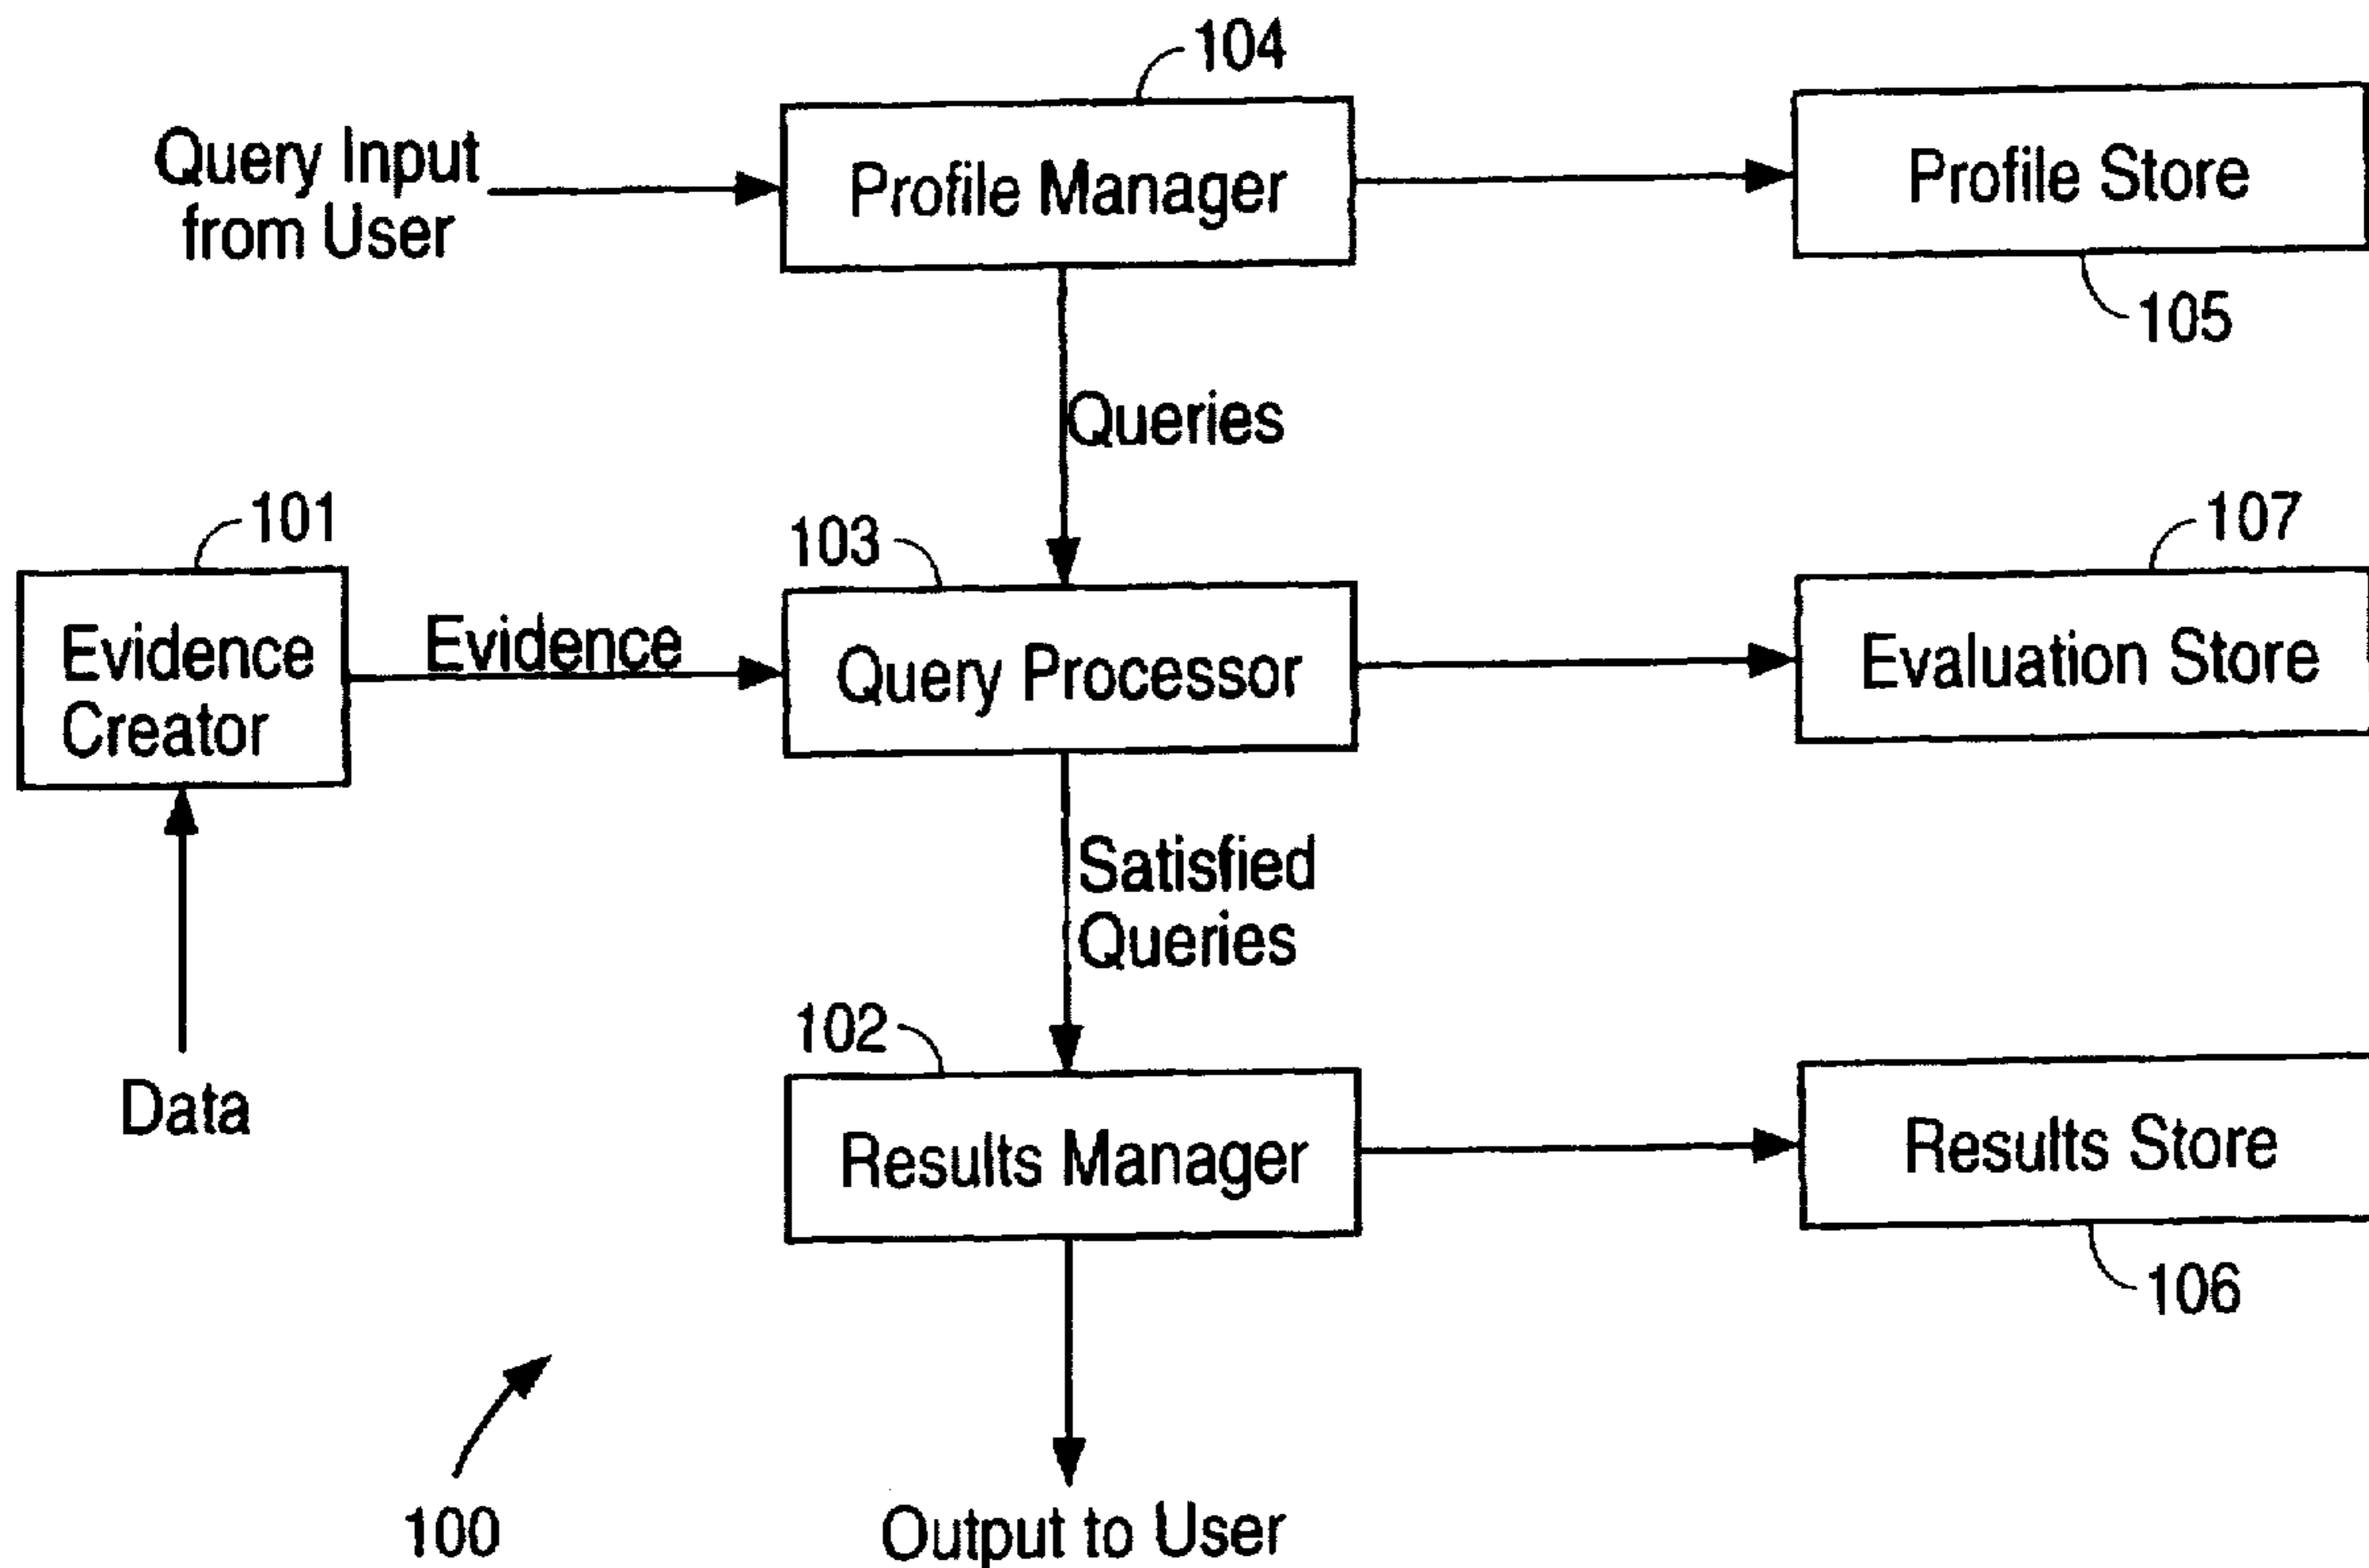 104
Query Input
from User
Profile Manager
Profile Store
105
Queries
101
103
107
Evidence
Creator
Evidence
Query Processor
Evaluation Store
Satisfied
Queries
102
Data
Results Manager
Results Store
106
100
Output to User